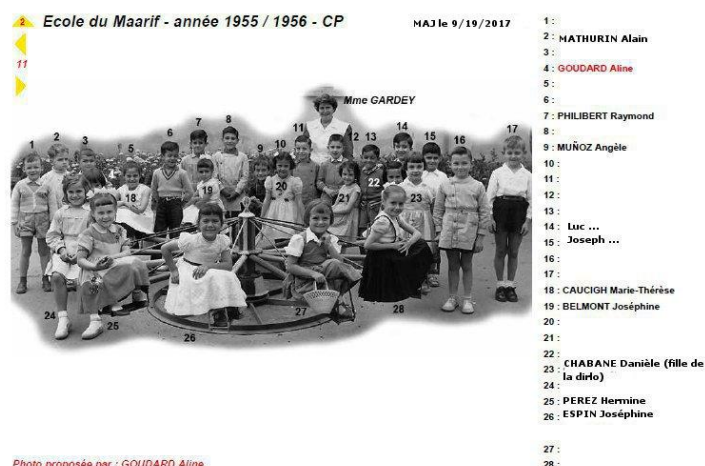 2 Ecole du Maarif - année 1955 / 1956 - CP
MAJ le 9/19/2017
11
Mme GARDEY
1 2 3 4 5 6 7 8 9 10 11 12 13 14 15 16 17
18 19 20 21 22 23
24 25 26 27 28
1 :
2 : MATHURIN Alain
3 :
4 : GOUDARD Aline
5 :
6 :
7 : PHILIBERT Raymond
8 :
9 : MUÑOZ Angèle
10 :
11 :
12 :
13 :
14 : Luc ...
15 : Joseph ...
16 :
17 :
18 : CAUCIGH Marie-Thérèse
19 : BELMONT Joséphine
20 :
21 :
22 :
23 : CHABANE Danièle (fille de
la dirlo)
24 :
25 : PEREZ Hermine
26 : ESPIN Joséphine
27 :
28 :
Photo proposée par : GOUDARD Aline